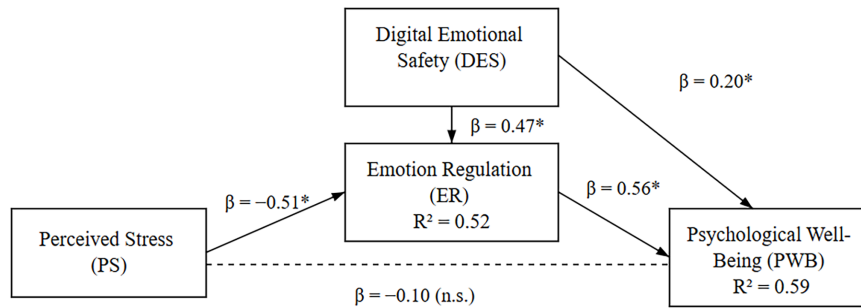 Digital Emotional
Safety (DES)
β = 0.20*
β = 0.47*
Emotion Regulation
(ER)
R² = 0.52
β = −0.51*
β = 0.56*
Perceived Stress
(PS)
Psychological Well-
Being (PWB)
R² = 0.59
β = −0.10 (n.s.)